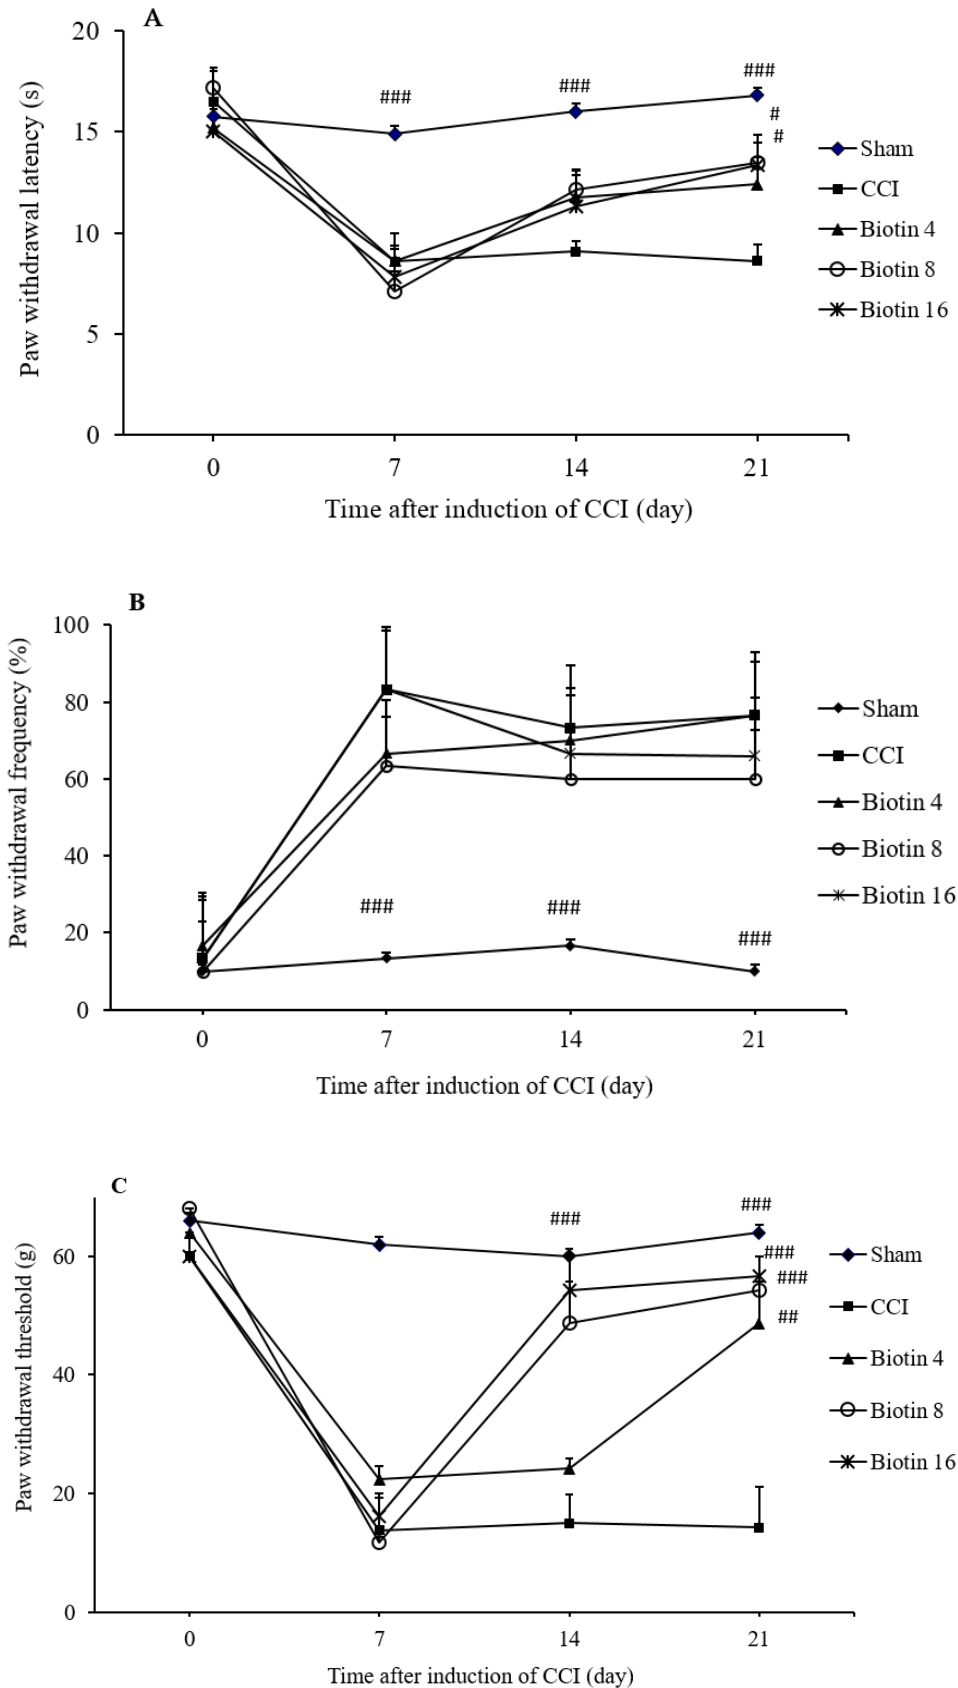 A
20
15
10
5
0
###
###
###
#
#
0 7 14 21
Paw withdrawal latency (s)
Time after induction of CCI (day)
Sham
CCI
Biotin 4
Biotin 8
Biotin 16
B
100
80
60
40
20
0
###
###
###
0 7 14 21
Paw withdrawal frequency (%)
Time after induction of CCI (day)
Sham
CCI
Biotin 4
Biotin 8
Biotin 16
C
60
40
20
0
###
###
###
###
##
0 7 14 21
Paw withdrawal threshold (g)
Time after induction of CCI (day)
Sham
CCI
Biotin 4
Biotin 8
Biotin 16